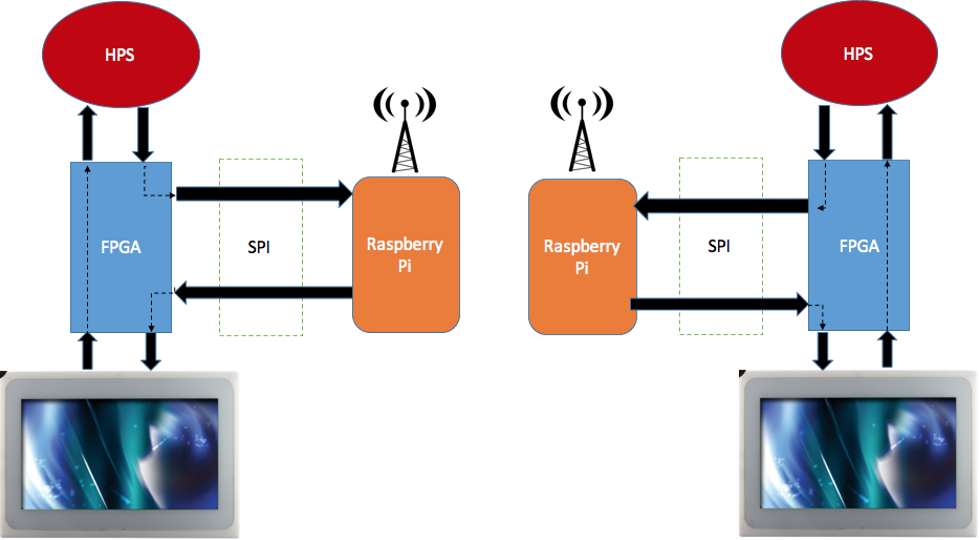 HPS
HPS
FPGA
SPI
Raspberry
Pi
Raspberry
Pi
SPI
FPGA